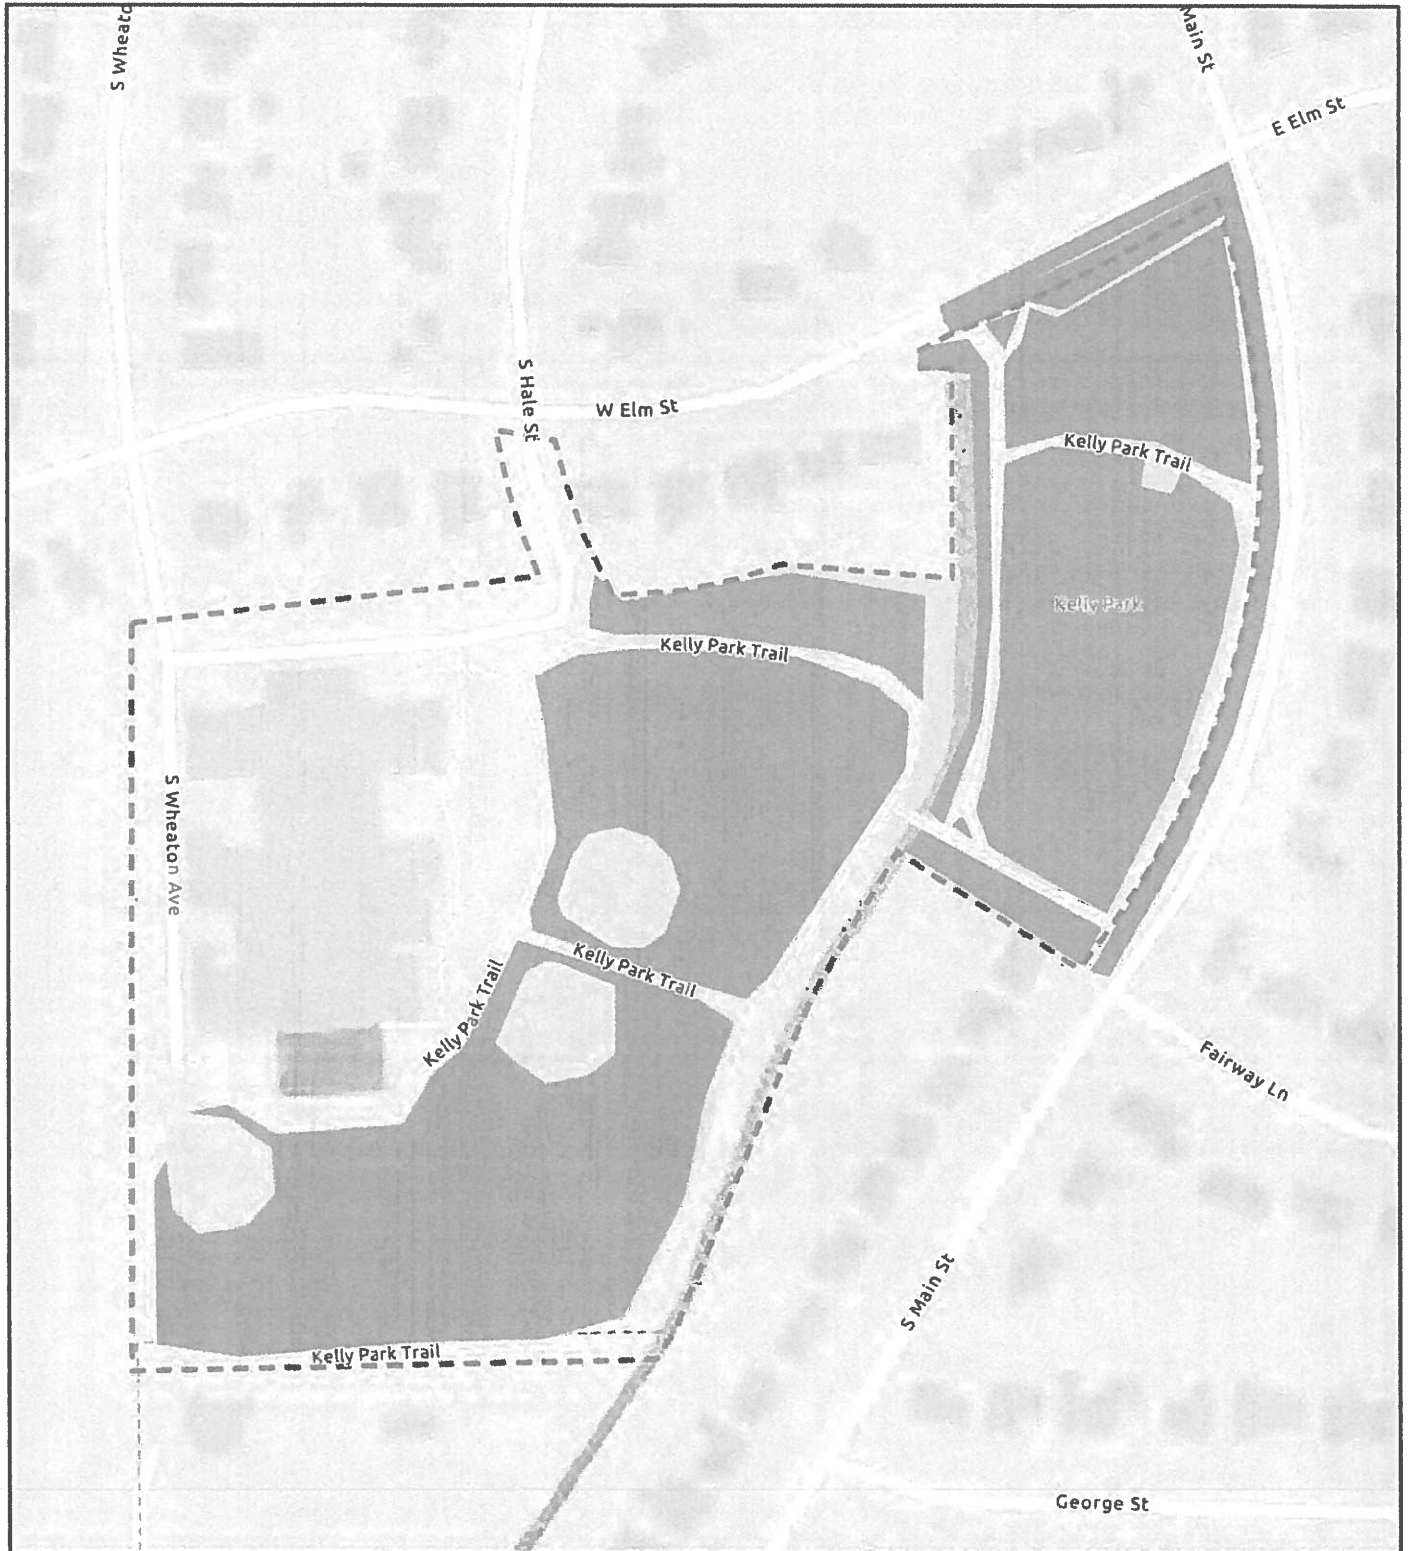 S Wheato
Main St
E Elm St
S Hale St
W Elm St
Kelly Park Trail
Kelly Park
Kelly Park Trail
S Wheaton Ave
Kelly Park Trail
Kelly Park Trail
Fairway Ln
S Main St
Kelly Park Trail
George St